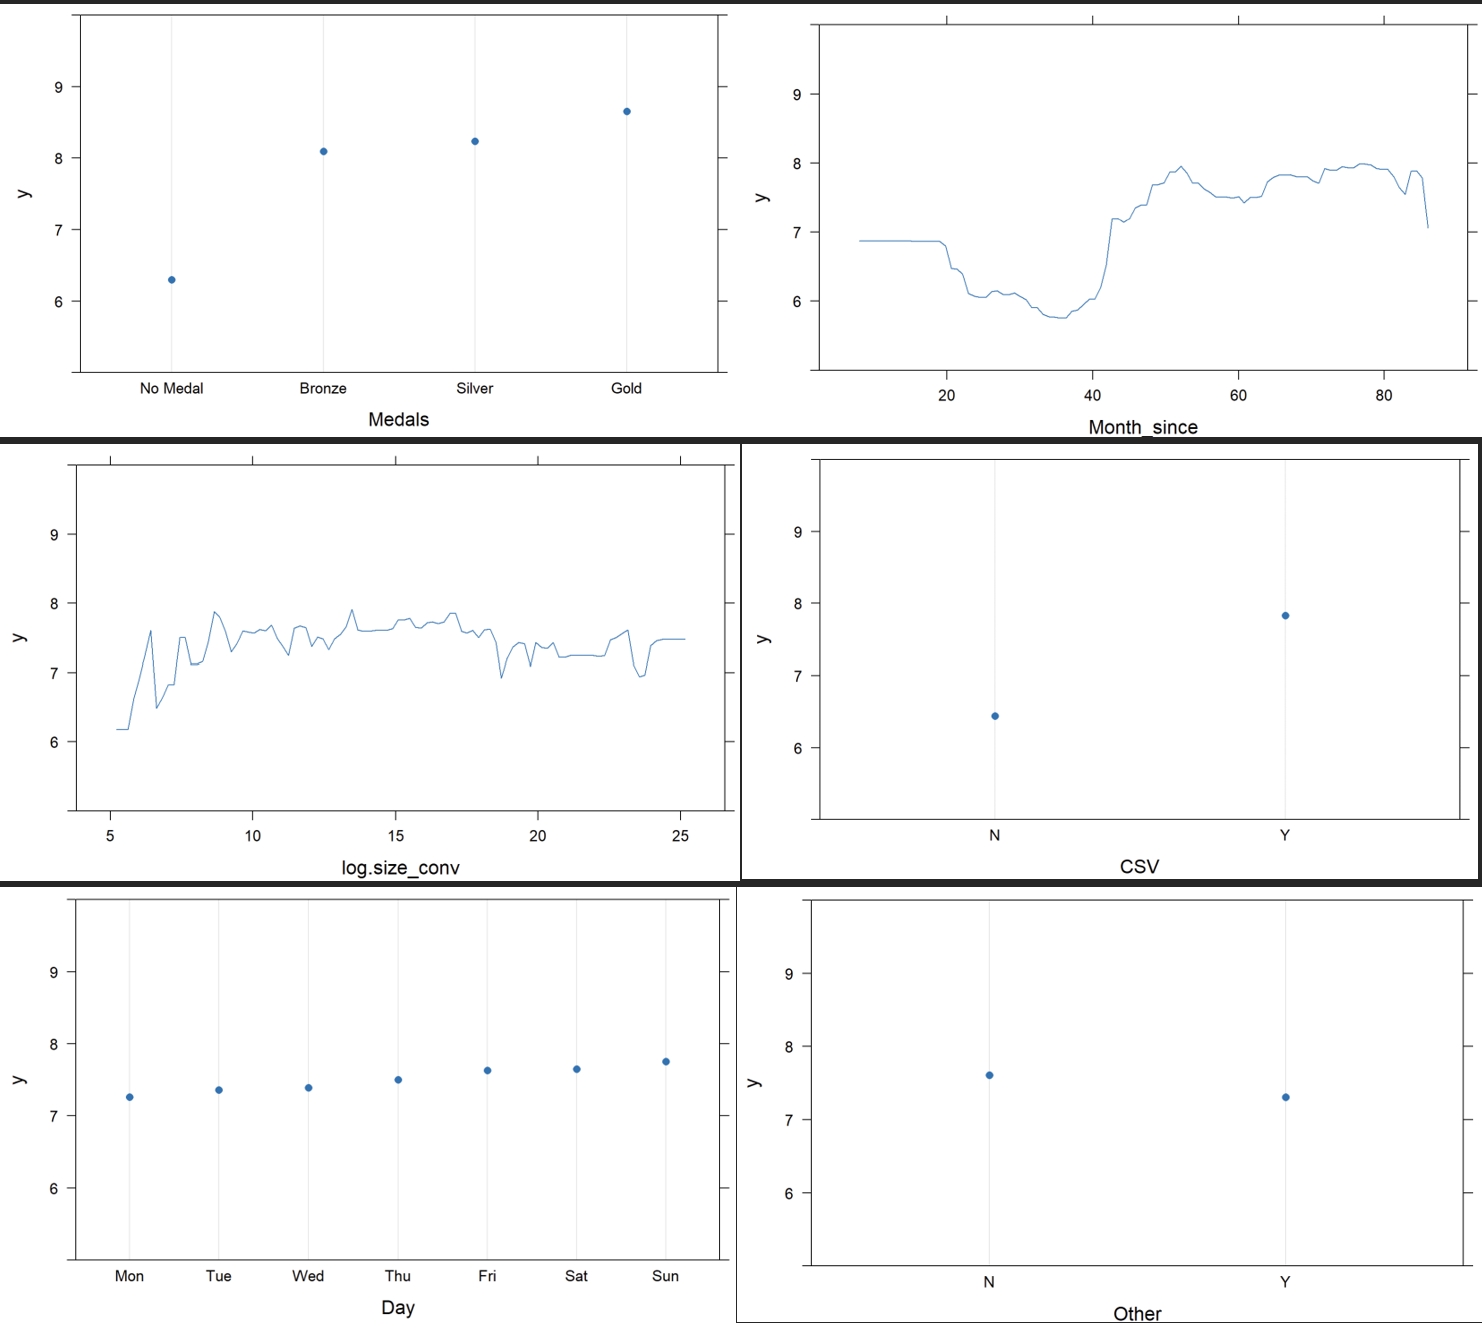 9
8
7
6
y
No Medal Bronze Silver Gold
Medals
9
8
7
6
y
20 40 60 80
Month_since
9
8
7
6
y
5 10 15 20 25
log.size_conv
9
8
7
6
y
N Y
CSV
9
8
7
6
y
Mon Tue Wed Thu Fri Sat Sun
Day
9
8
7
6
y
N Y
Other